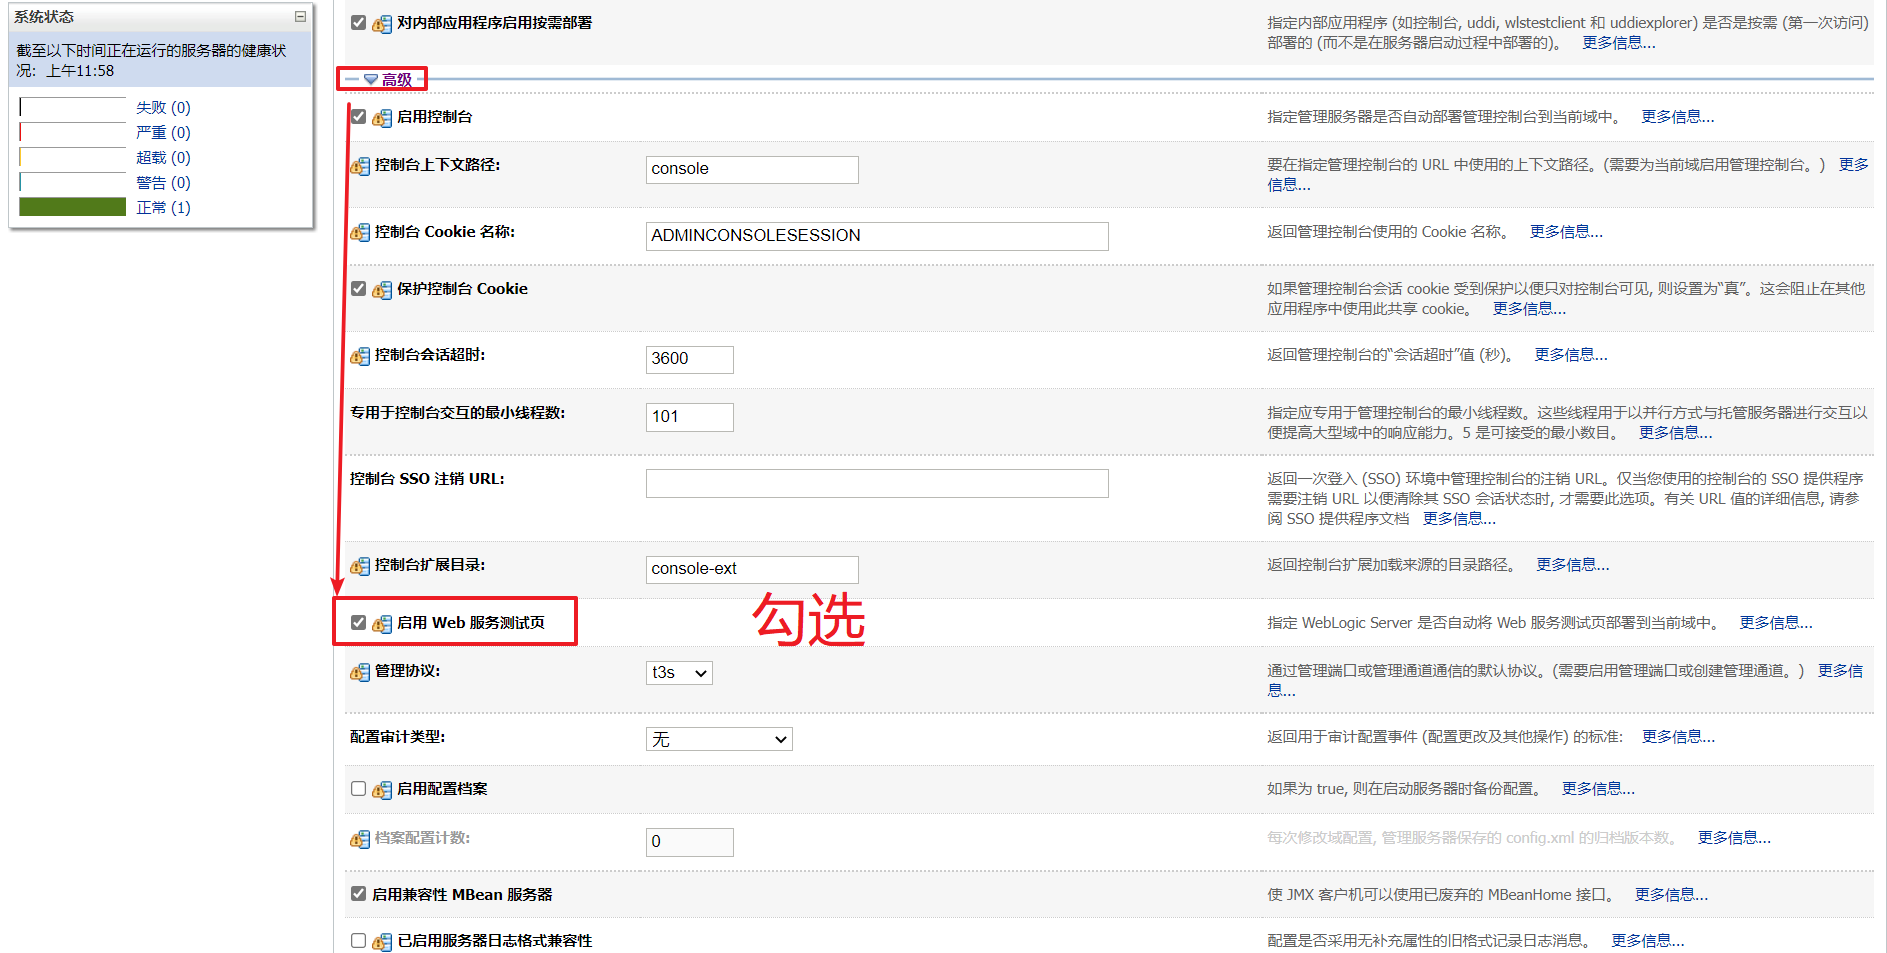 系统状态
截至以下时间正在运行的服务器的健康状
况: 上午11:58
失败 (0)
严重 (0)
超载 (0)
警告 (0)
正常 (1)
对内部应用程序启用按需部署
指定内部应用程序 (如控制台, uddi, wlstestclient 和 uddiexplorer) 是否是按需 (第一次访问)
部署的 (而不是在服务器启动过程中部署的)。 更多信息...
高级
启用控制台
指定管理服务器是否自动部署管理控制台到当前域中。 更多信息...
控制台上下文路径:
console
要在指定管理控制台的 URL 中使用的上下文路径。(需要为当前域启用管理控制台。) 更多
信息...
控制台 Cookie 名称:
ADMINCONSOLESESSION
返回管理控制台使用的 Cookie 名称。 更多信息...
保护控制台 Cookie
如果管理控制台会话 cookie 受到保护以便只对控制台可见, 则设置为“真”。这会阻止在其他
应用程序中使用此共享 cookie。 更多信息...
控制台会话超时:
3600
返回管理控制台的“会话超时”值 (秒)。 更多信息...
专用于控制台交互的最小线程数:
101
指定应专用于管理控制台的最小线程数。这些线程用于以并行方式与托管服务器进行交互以
便提高大型域中的响应能力。5 是可接受的最小数目。 更多信息...
控制台 SSO 注销 URL:
返回一次登入 (SSO) 环境中管理控制台的注销 URL。仅当您使用的控制台的 SSO 提供程序
需要注销 URL 以便清除其 SSO 会话状态时, 才需要此选项。有关 URL 值的详细信息, 请参
阅 SSO 提供程序文档 更多信息...
控制台扩展目录:
console-ext
返回控制台扩展加载来源的目录路径。 更多信息...
启用 Web 服务测试页
勾选
指定 WebLogic Server 是否自动将 Web 服务测试页部署到当前域中。 更多信息...
管理协议:
t3s
通过管理端口或管理通道通信的默认协议。(需要启用管理端口或创建管理通道。) 更多信
息...
配置审计类型:
无
返回用于审计配置事件 (配置更改及其他操作) 的标准: 更多信息...
启用配置档案
如果为 true, 则在启动服务器时备份配置。 更多信息...
档案配置计数:
0
每次修改域配置, 管理服务器保存的 config.xml 的归档版本数。 更多信息...
启用兼容性 MBean 服务器
使 JMX 客户机可以使用已废弃的 MBeanHome 接口。 更多信息...
已启用服务器日志格式兼容性
配置是否采用无补充属性的旧格式记录日志消息。 更多信息...